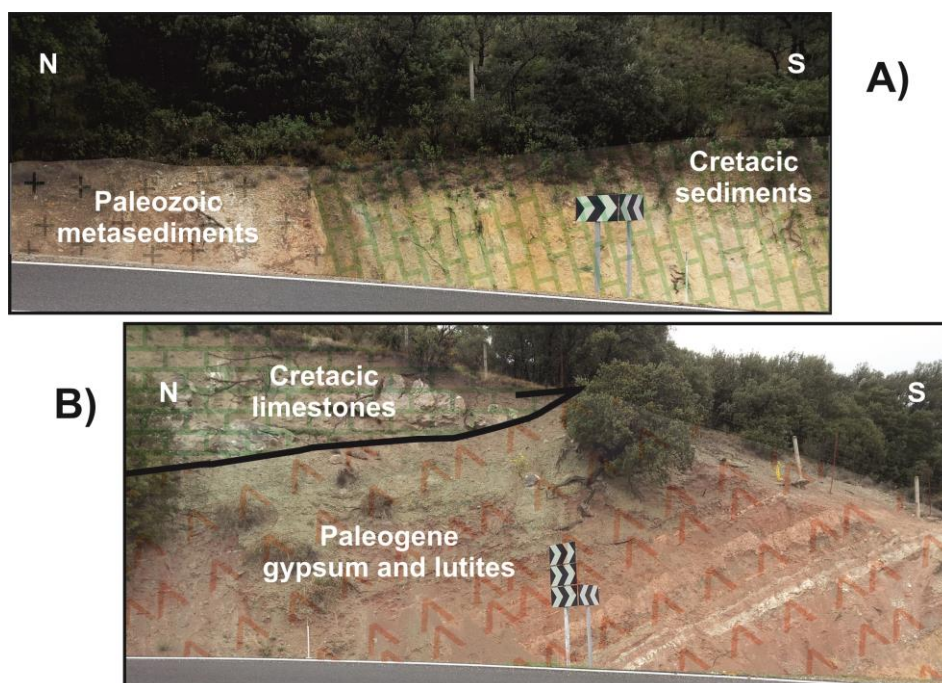 N
S
A)
Paleozoic
metasediments
Cretacic
sediments
B)
N
S
Cretacic
limestones
Paleogene
gypsum and lutites